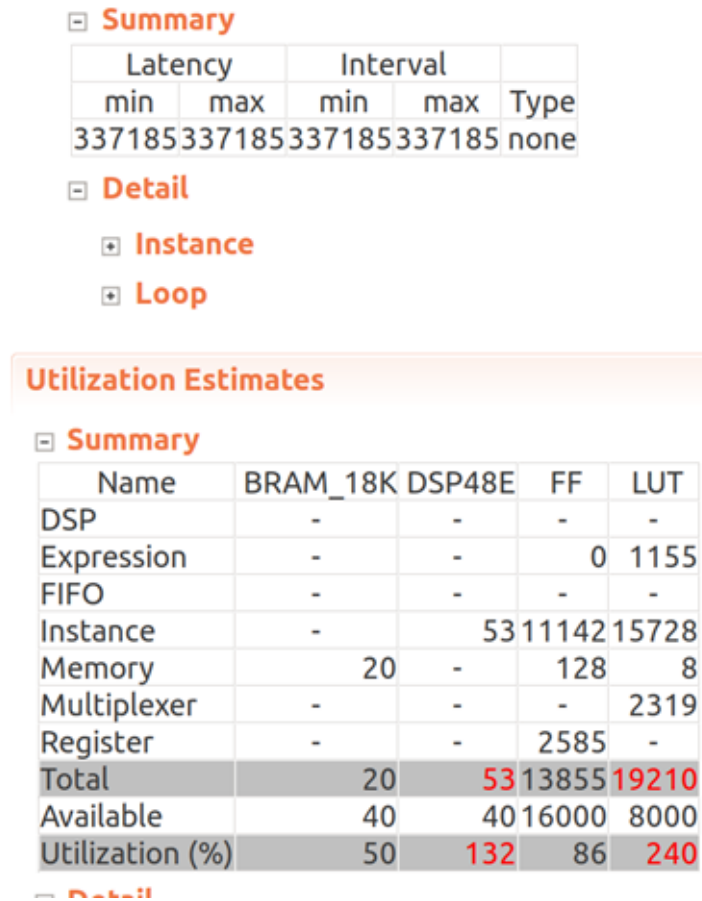 Summary
Latency Interval
min max min max Type
337185 337185 337185 337185 none
Detail
Instance
Loop
Utilization Estimates
Summary
Name BRAM_18K DSP48E FF LUT
DSP - - - -
Expression - - 0 1155
FIFO - - - -
Instance - 53 11142 15728
Memory 20 - 128 8
Multiplexer - - - 2319
Register - - 2585 -
Total 20 53 13855 19210
Available 40 40 16000 8000
Utilization (%) 50 132 86 240
Detail